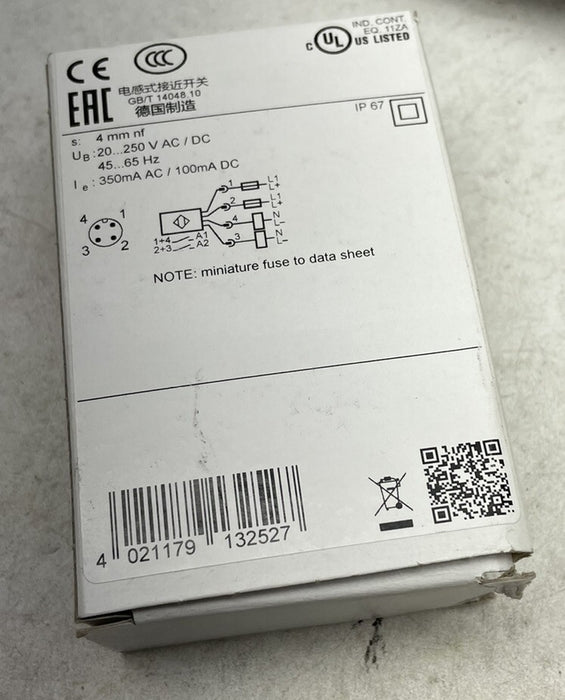 CE
CCC
IND. CONT.
EQ. 11ZA
C UL US LISTED
EAC
电感式接近开关
GB/T 14048.10
德国制造
IP 67
s: 4 mm nf
UB: 20...250 V AC / DC
45...65 Hz
Ie: 350mA AC / 100mA DC
4 1
3 2
1 L1
L+
2 L1
L+
4 N
L–
3 N
L–
1+4 A1
2+3 A2
NOTE: miniature fuse to data sheet
4 021179 132527